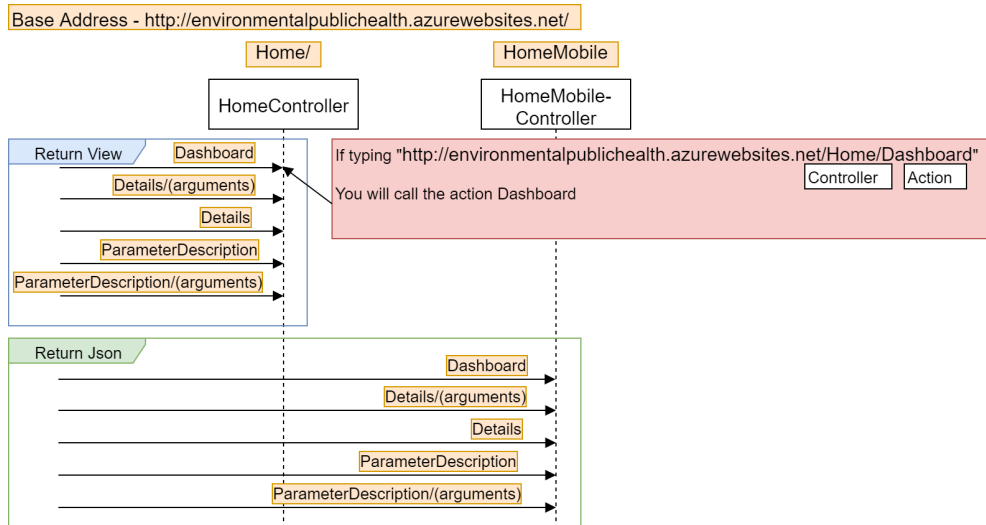 Base Address - http://environmentalpublichealth.azurewebsites.net/
Home/
HomeMobile
HomeController
HomeMobile-
Controller
Return View
Dashboard
Details/(arguments)
Details
ParameterDescription
ParameterDescription/(arguments)
If typing "http://environmentalpublichealth.azurewebsites.net/Home/Dashboard"
Controller
Action
You will call the action Dashboard
Return Json
Dashboard
Details/(arguments)
Details
ParameterDescription
ParameterDescription/(arguments)